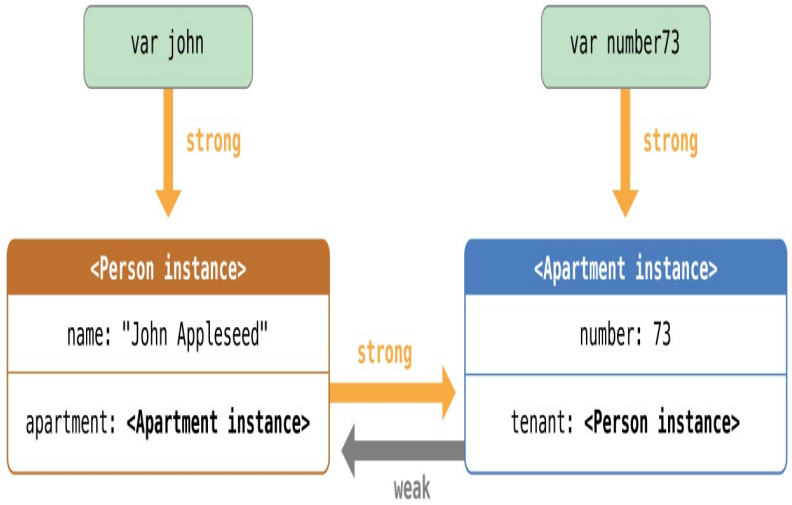 var john
var number73
strong
strong
<Person instance>
<Apartment instance>
name: "John Appleseed"
number: 73
strong
apartment: <Apartment instance>
tenant: <Person instance>
weak